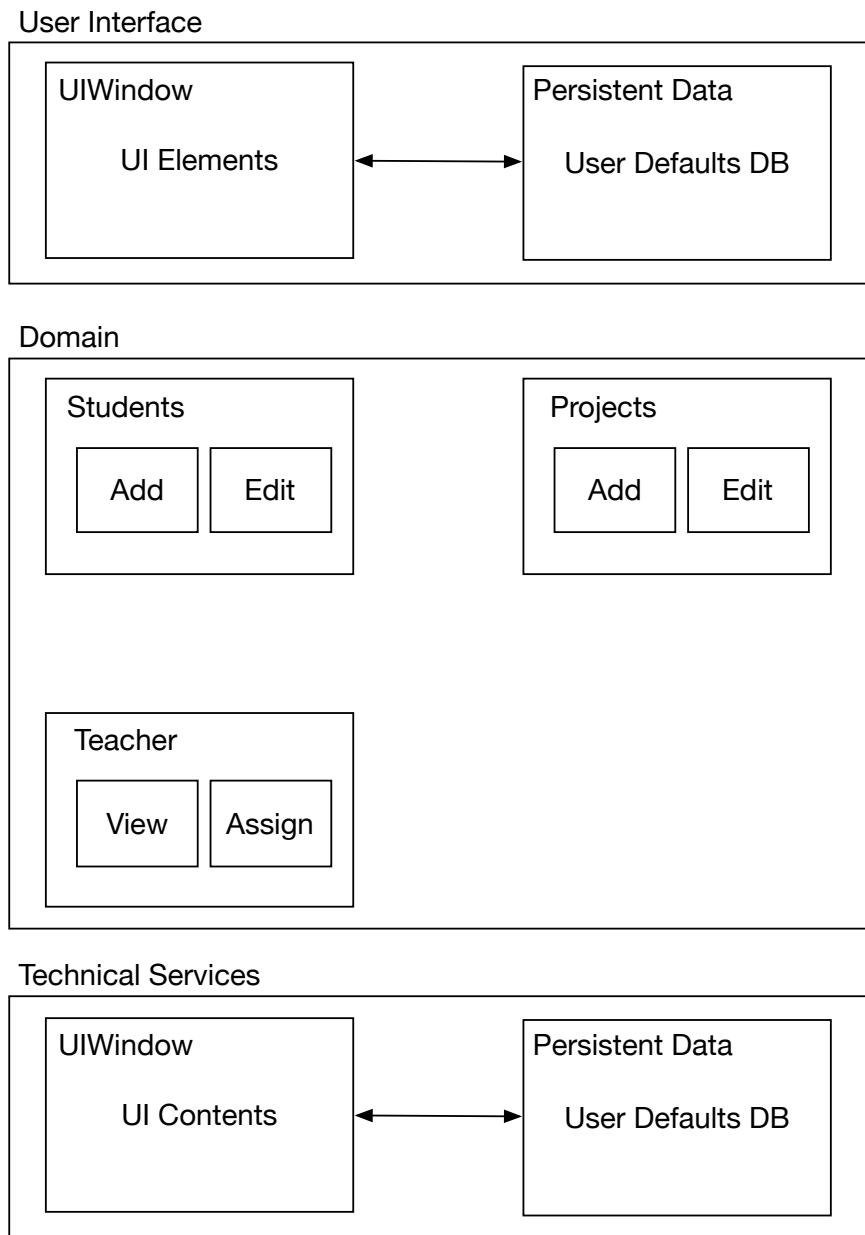 User Interface
UIWindow
UI Elements
Persistent Data
User Defaults DB
Domain
Students
Add
Edit
Projects
Add
Edit
Teacher
View
Assign
Technical Services
UIWindow
UI Contents
Persistent Data
User Defaults DB